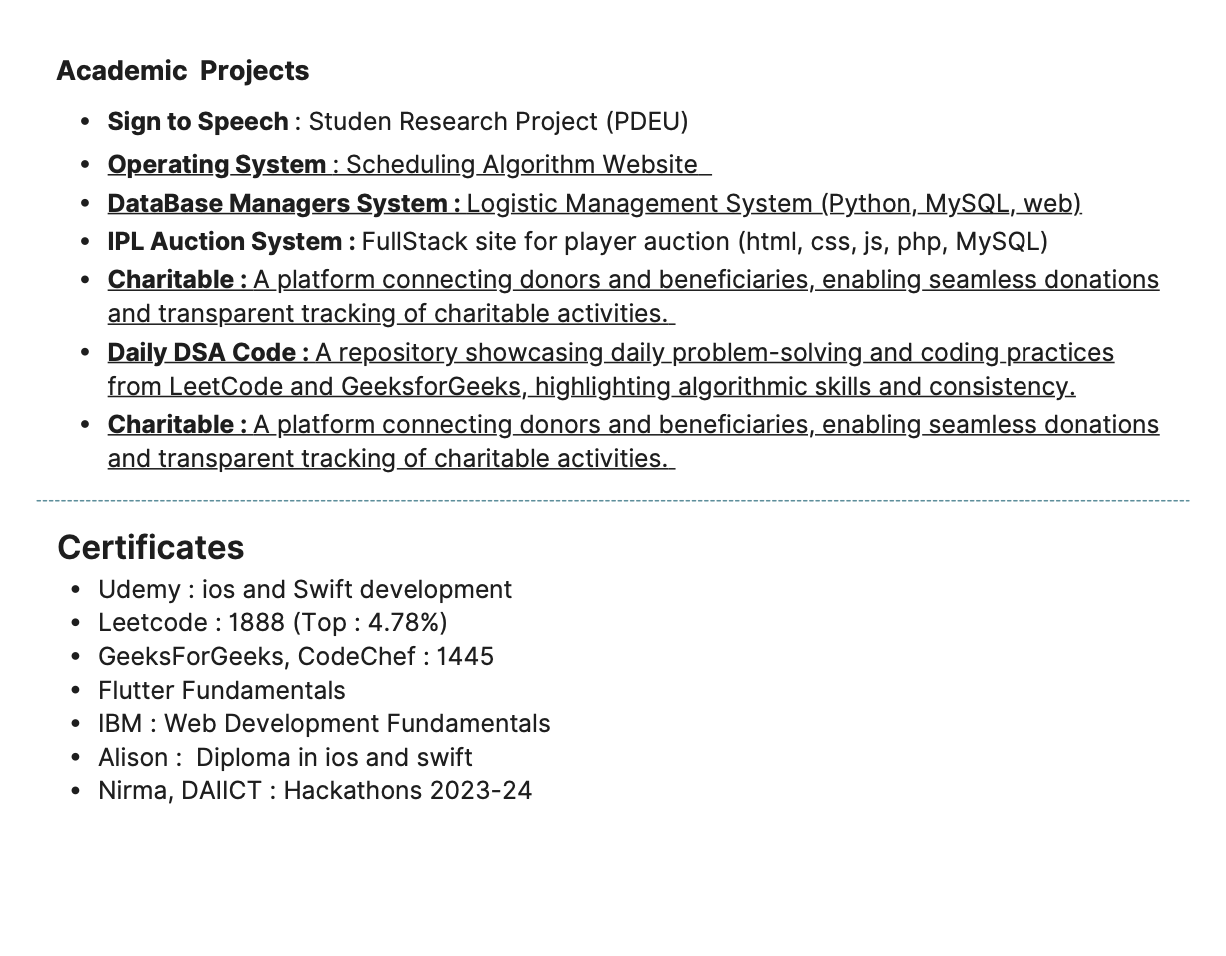 Academic Projects
• Sign to Speech : Studen Research Project (PDEU)
• Operating System : Scheduling Algorithm Website
• DataBase Managers System : Logistic Management System (Python, MySQL, web)
• IPL Auction System : FullStack site for player auction (html, css, js, php, MySQL)
• Charitable : A platform connecting donors and beneficiaries, enabling seamless donations
and transparent tracking of charitable activities.
• Daily DSA Code : A repository showcasing daily problem-solving and coding practices
from LeetCode and GeeksforGeeks, highlighting algorithmic skills and consistency.
• Charitable : A platform connecting donors and beneficiaries, enabling seamless donations
and transparent tracking of charitable activities.
Certificates
• Udemy : ios and Swift development
• Leetcode : 1888 (Top : 4.78%)
• GeeksForGeeks, CodeChef : 1445
• Flutter Fundamentals
• IBM : Web Development Fundamentals
• Alison : Diploma in ios and swift
• Nirma, DAIICT : Hackathons 2023-24